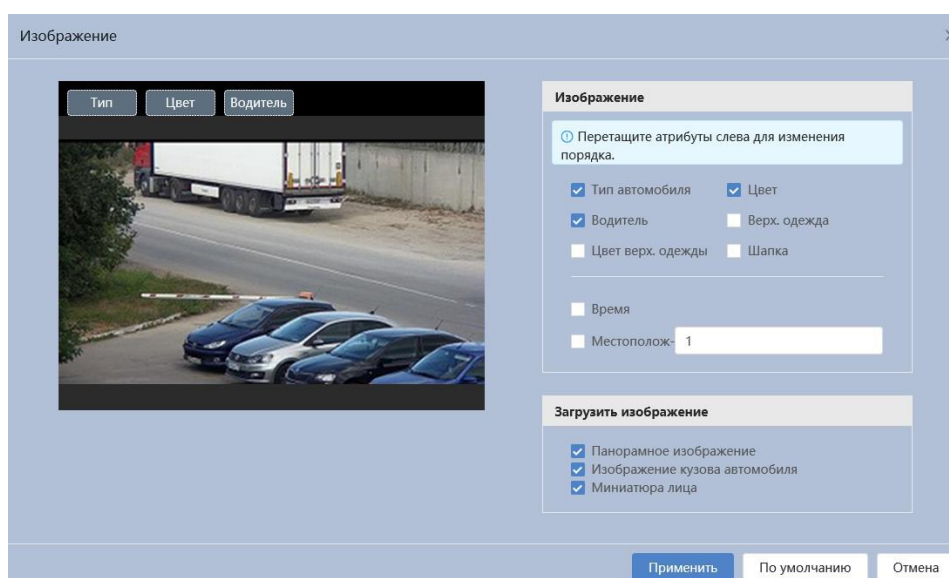 Изображение
Тип Цвет Водитель
Изображение
Перетащите атрибуты слева для изменения
порядка.
Тип автомобиля Цвет
Водитель Верх. одежда
Цвет верх. одежды Шапка
Время
Местополож- 1
Загрузить изображение
Панорамное изображение
Изображение кузова автомобиля
Миниатюра лица
Применить По умолчанию Отмена